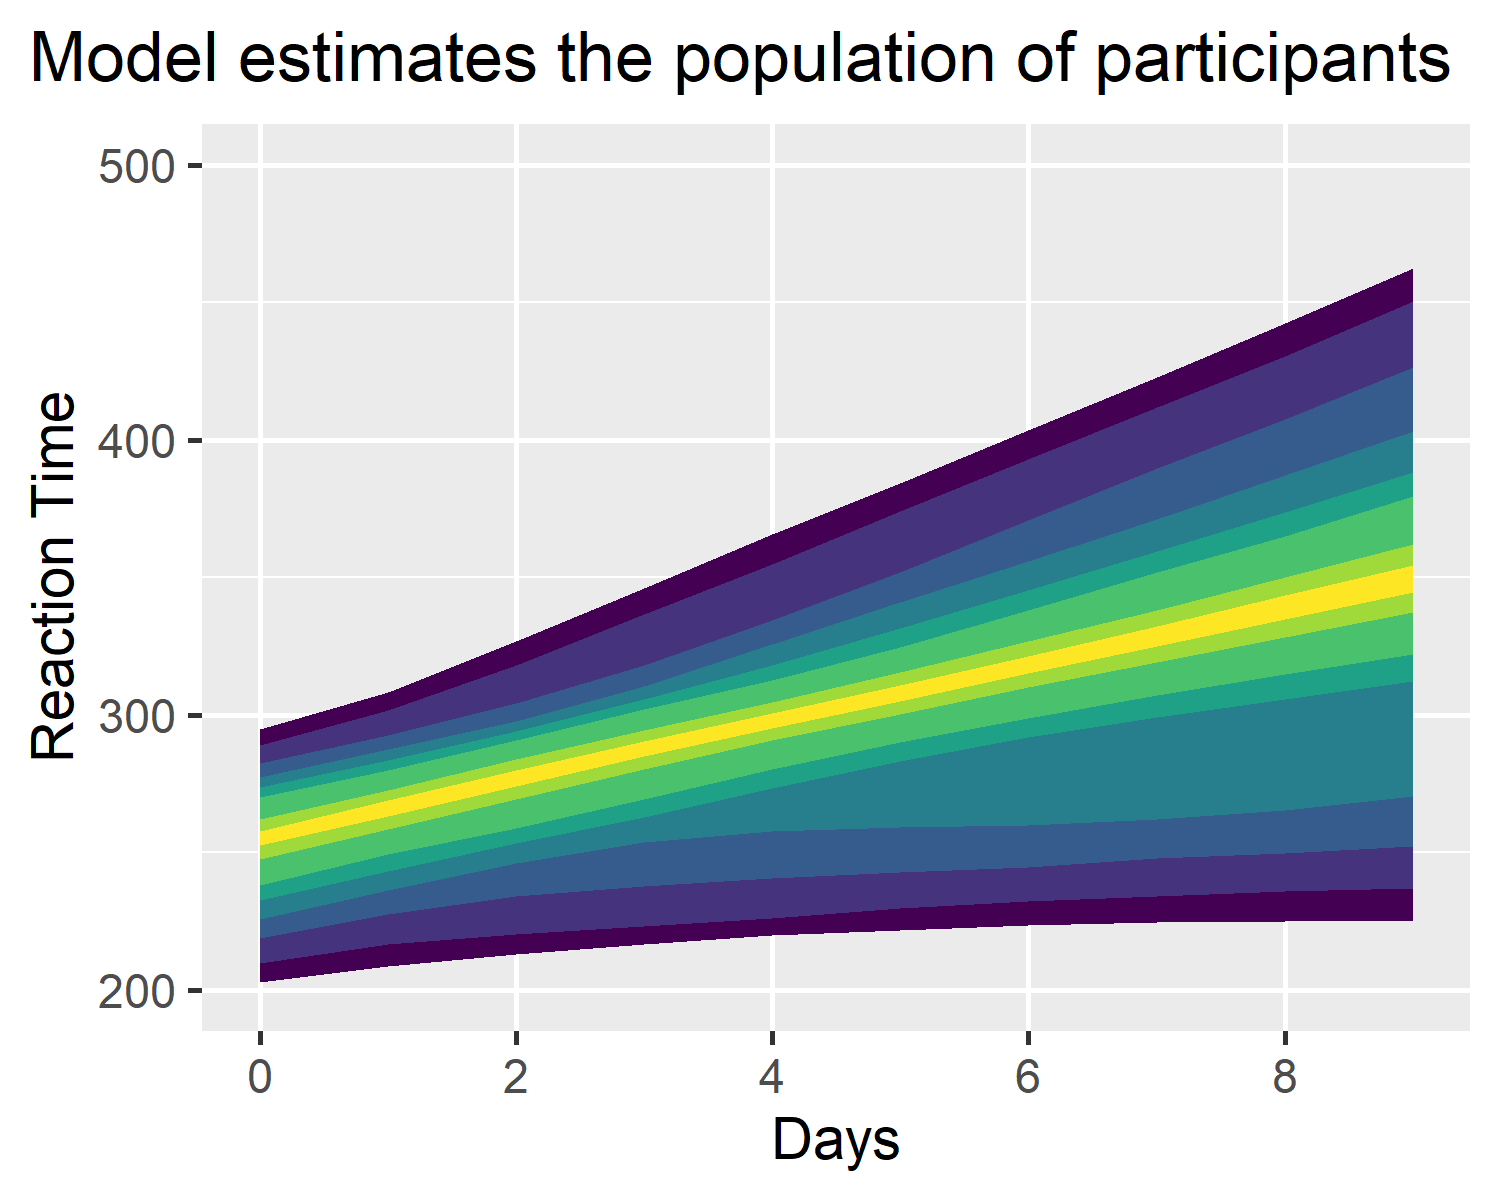 Model estimates the population of participants
500
400
300
200
Reaction Time
0 2 4 6 8
Days